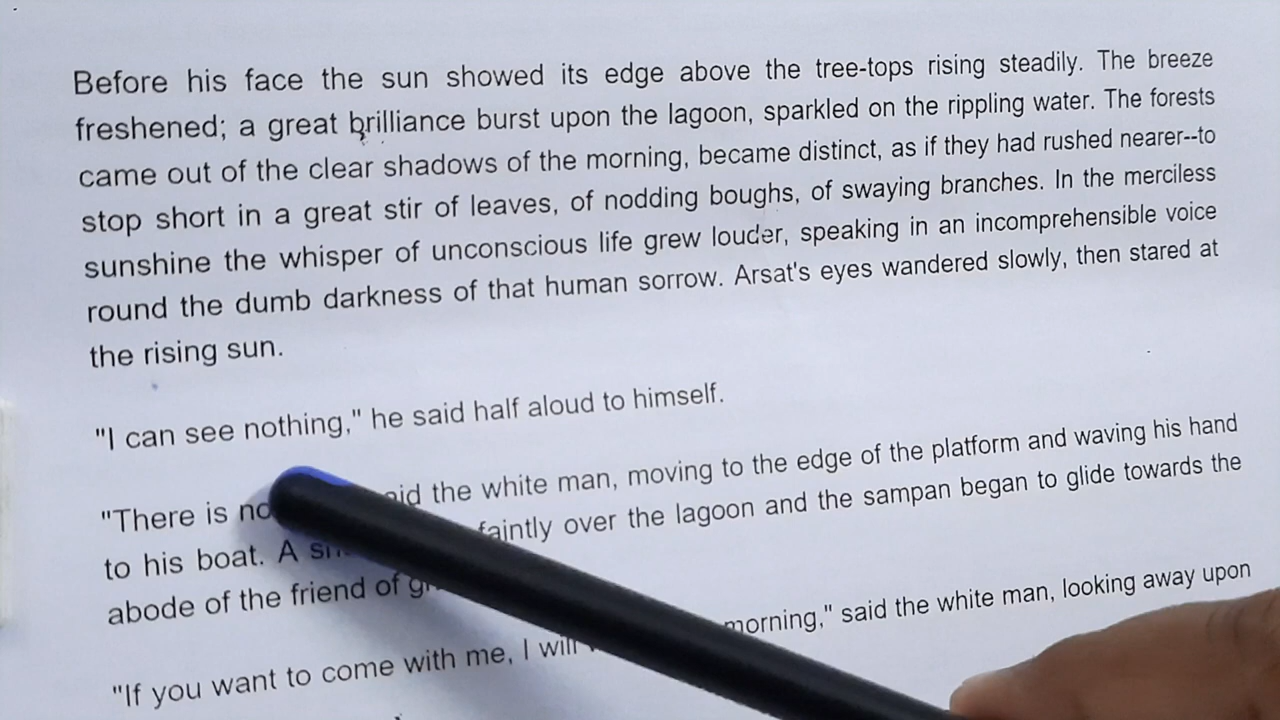 Before his face the sun showed its edge above the tree-tops rising steadily. The breeze
freshened; a great brilliance burst upon the lagoon, sparkled on the rippling water. The forests
came out of the clear shadows of the morning, became distinct, as if they had rushed nearer--to
stop short in a great stir of leaves, of nodding boughs, of swaying branches. In the merciless
sunshine the whisper of unconscious life grew louder, speaking in an incomprehensible voice
round the dumb darkness of that human sorrow. Arsat's eyes wandered slowly, then stared at
the rising sun.
"I can see nothing," he said half aloud to himself.
"There is the white man, moving to the edge of the platform and waving his hand
to his boat. A faintly over the lagoon and the sampan began to glide towards the
abode of the friend of
"If you want to come with me, I will morning," said the white man, looking away upon